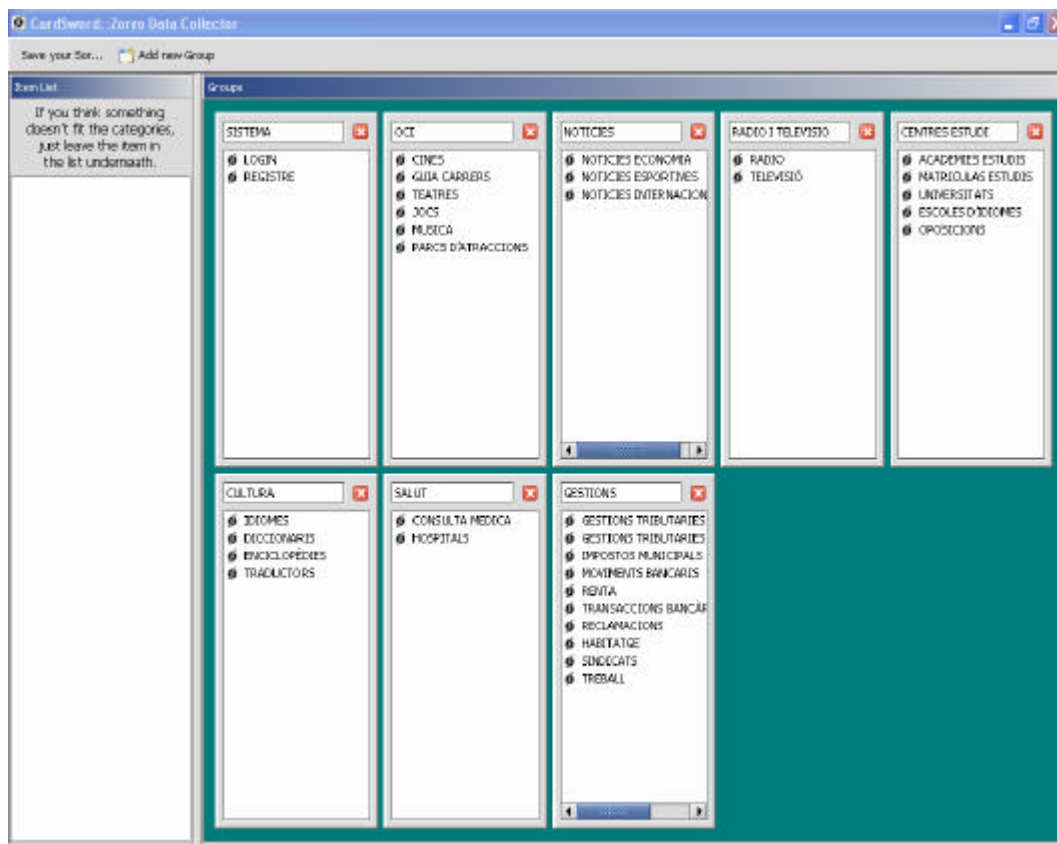 CardSword::Zorro Data Collector
Save your Sor... Add new Group
Item List
Groups
If you think something
doesn't fit the categories,
just leave the item in
the list underneath.
SISTEMA
LOGIN
REGISTRE
OCI
CINES
GUIA CARRERS
TEATRES
JOCS
MUSICA
PARCS D'ATRACCIONS
NOTICIES
NOTICIES ECONOMIA
NOTICIES ESPORTIVES
NOTICIES INTERNACION
RADIO I TELEVISIO
RADIO
TELEVISIÓ
CENTRES ESTUDI
ACADEMIES ESTUDIS
MATRICULAS ESTUDIS
UNIVERSITATS
ESCOLES D'IDIOMES
OPOSICIONS
CULTURA
IDIOMES
DICCIONARIS
ENCICLOPÈDIES
TRADUCTORS
SALUT
CONSULTA MEDICA
HOSPITALS
GESTIONS
GESTIONS TRIBUTARIES
GESTIONS TRIBUTARIES
IMPOSTOS MUNICIPALS
MOVIMENTS BANCARIS
RENTA
TRANSACCIONS BANCÀR
RECLAMACIONS
HABITATGE
SINDICATS
TREBALL